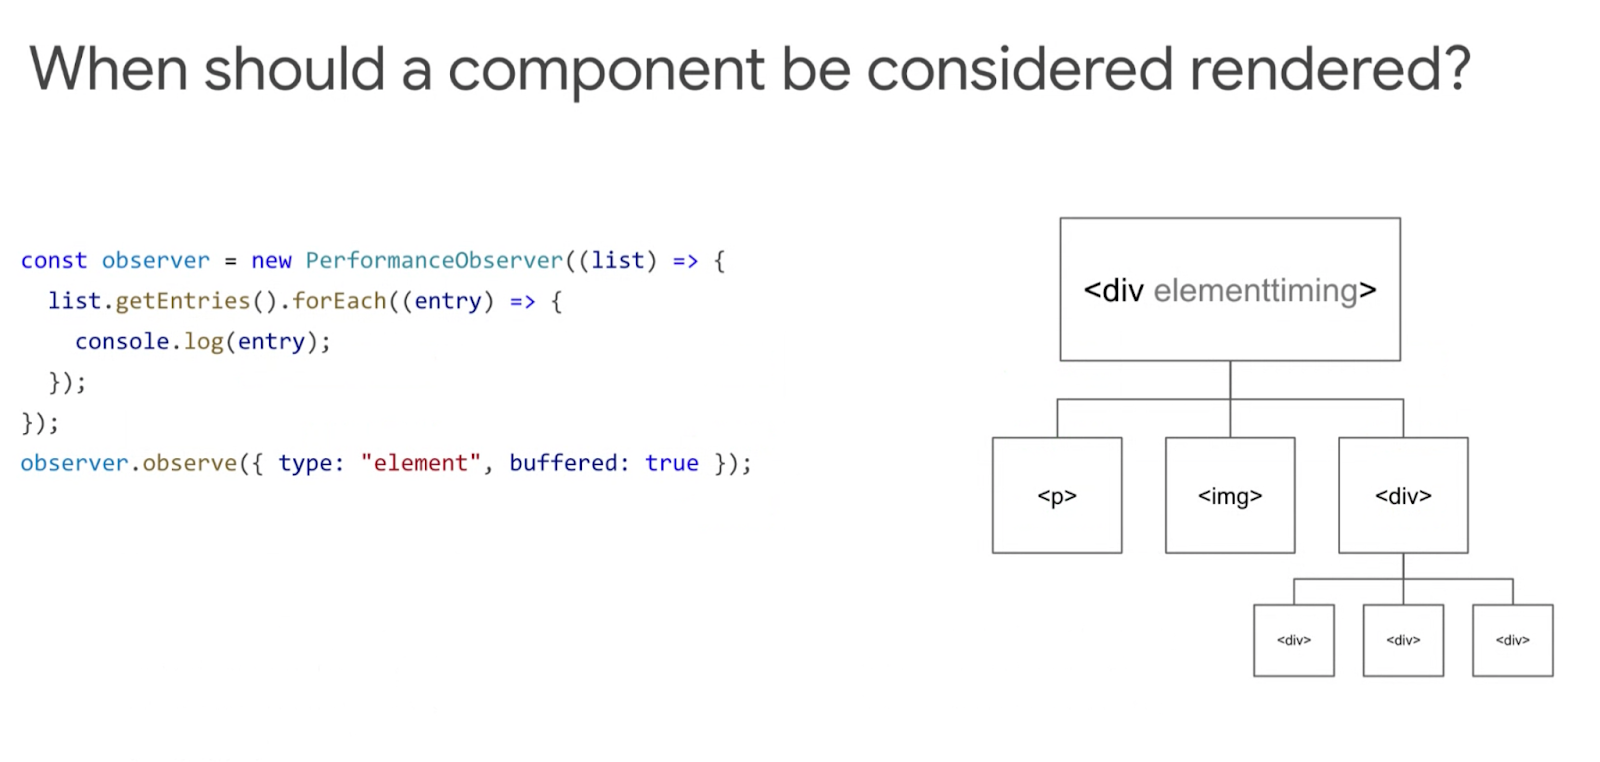 When should a component be considered rendered?
const observer = new PerformanceObserver((list) => {
  list.getEntries().forEach((entry) => {
    console.log(entry);
  });
});
observer.observe({ type: "element", buffered: true });
<div elementtiming>
<p>
<img>
<div>
<div>
<div>
<div>